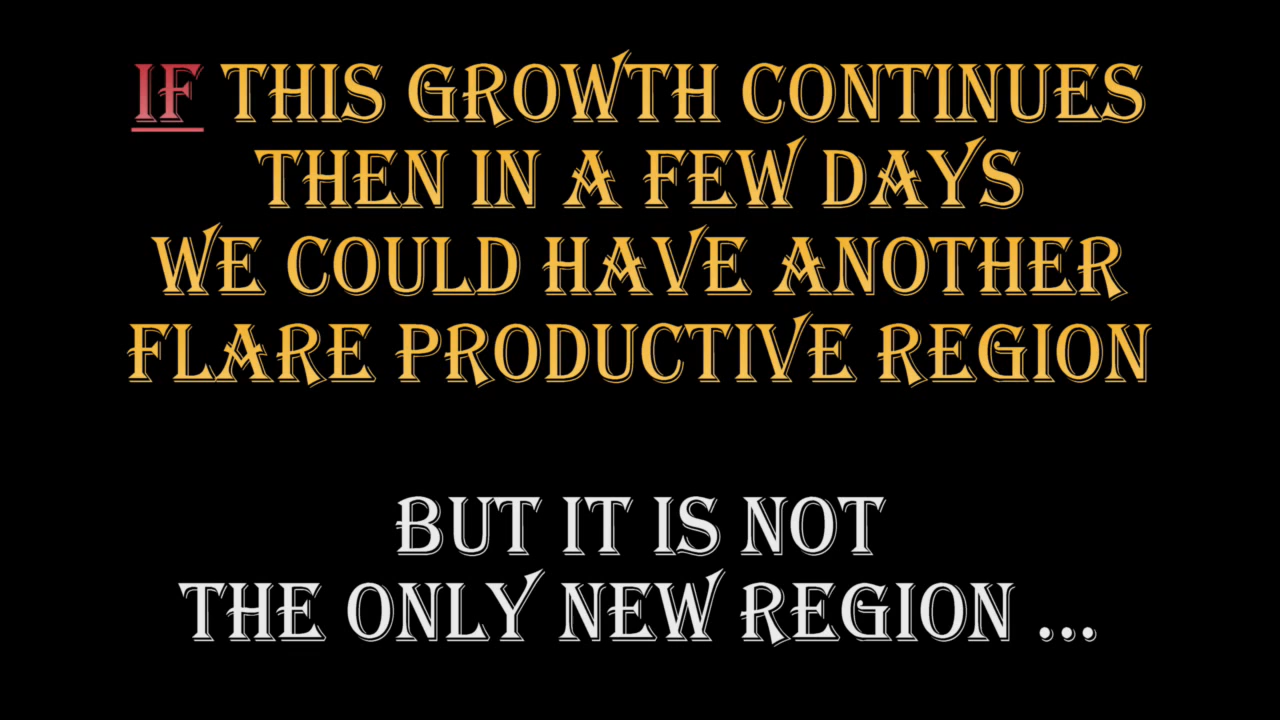 IF THIS GROWTH CONTINUES
THEN IN A FEW DAYS
WE COULD HAVE ANOTHER
FLARE PRODUCTIVE REGION
BUT IT IS NOT
THE ONLY NEW REGION ...